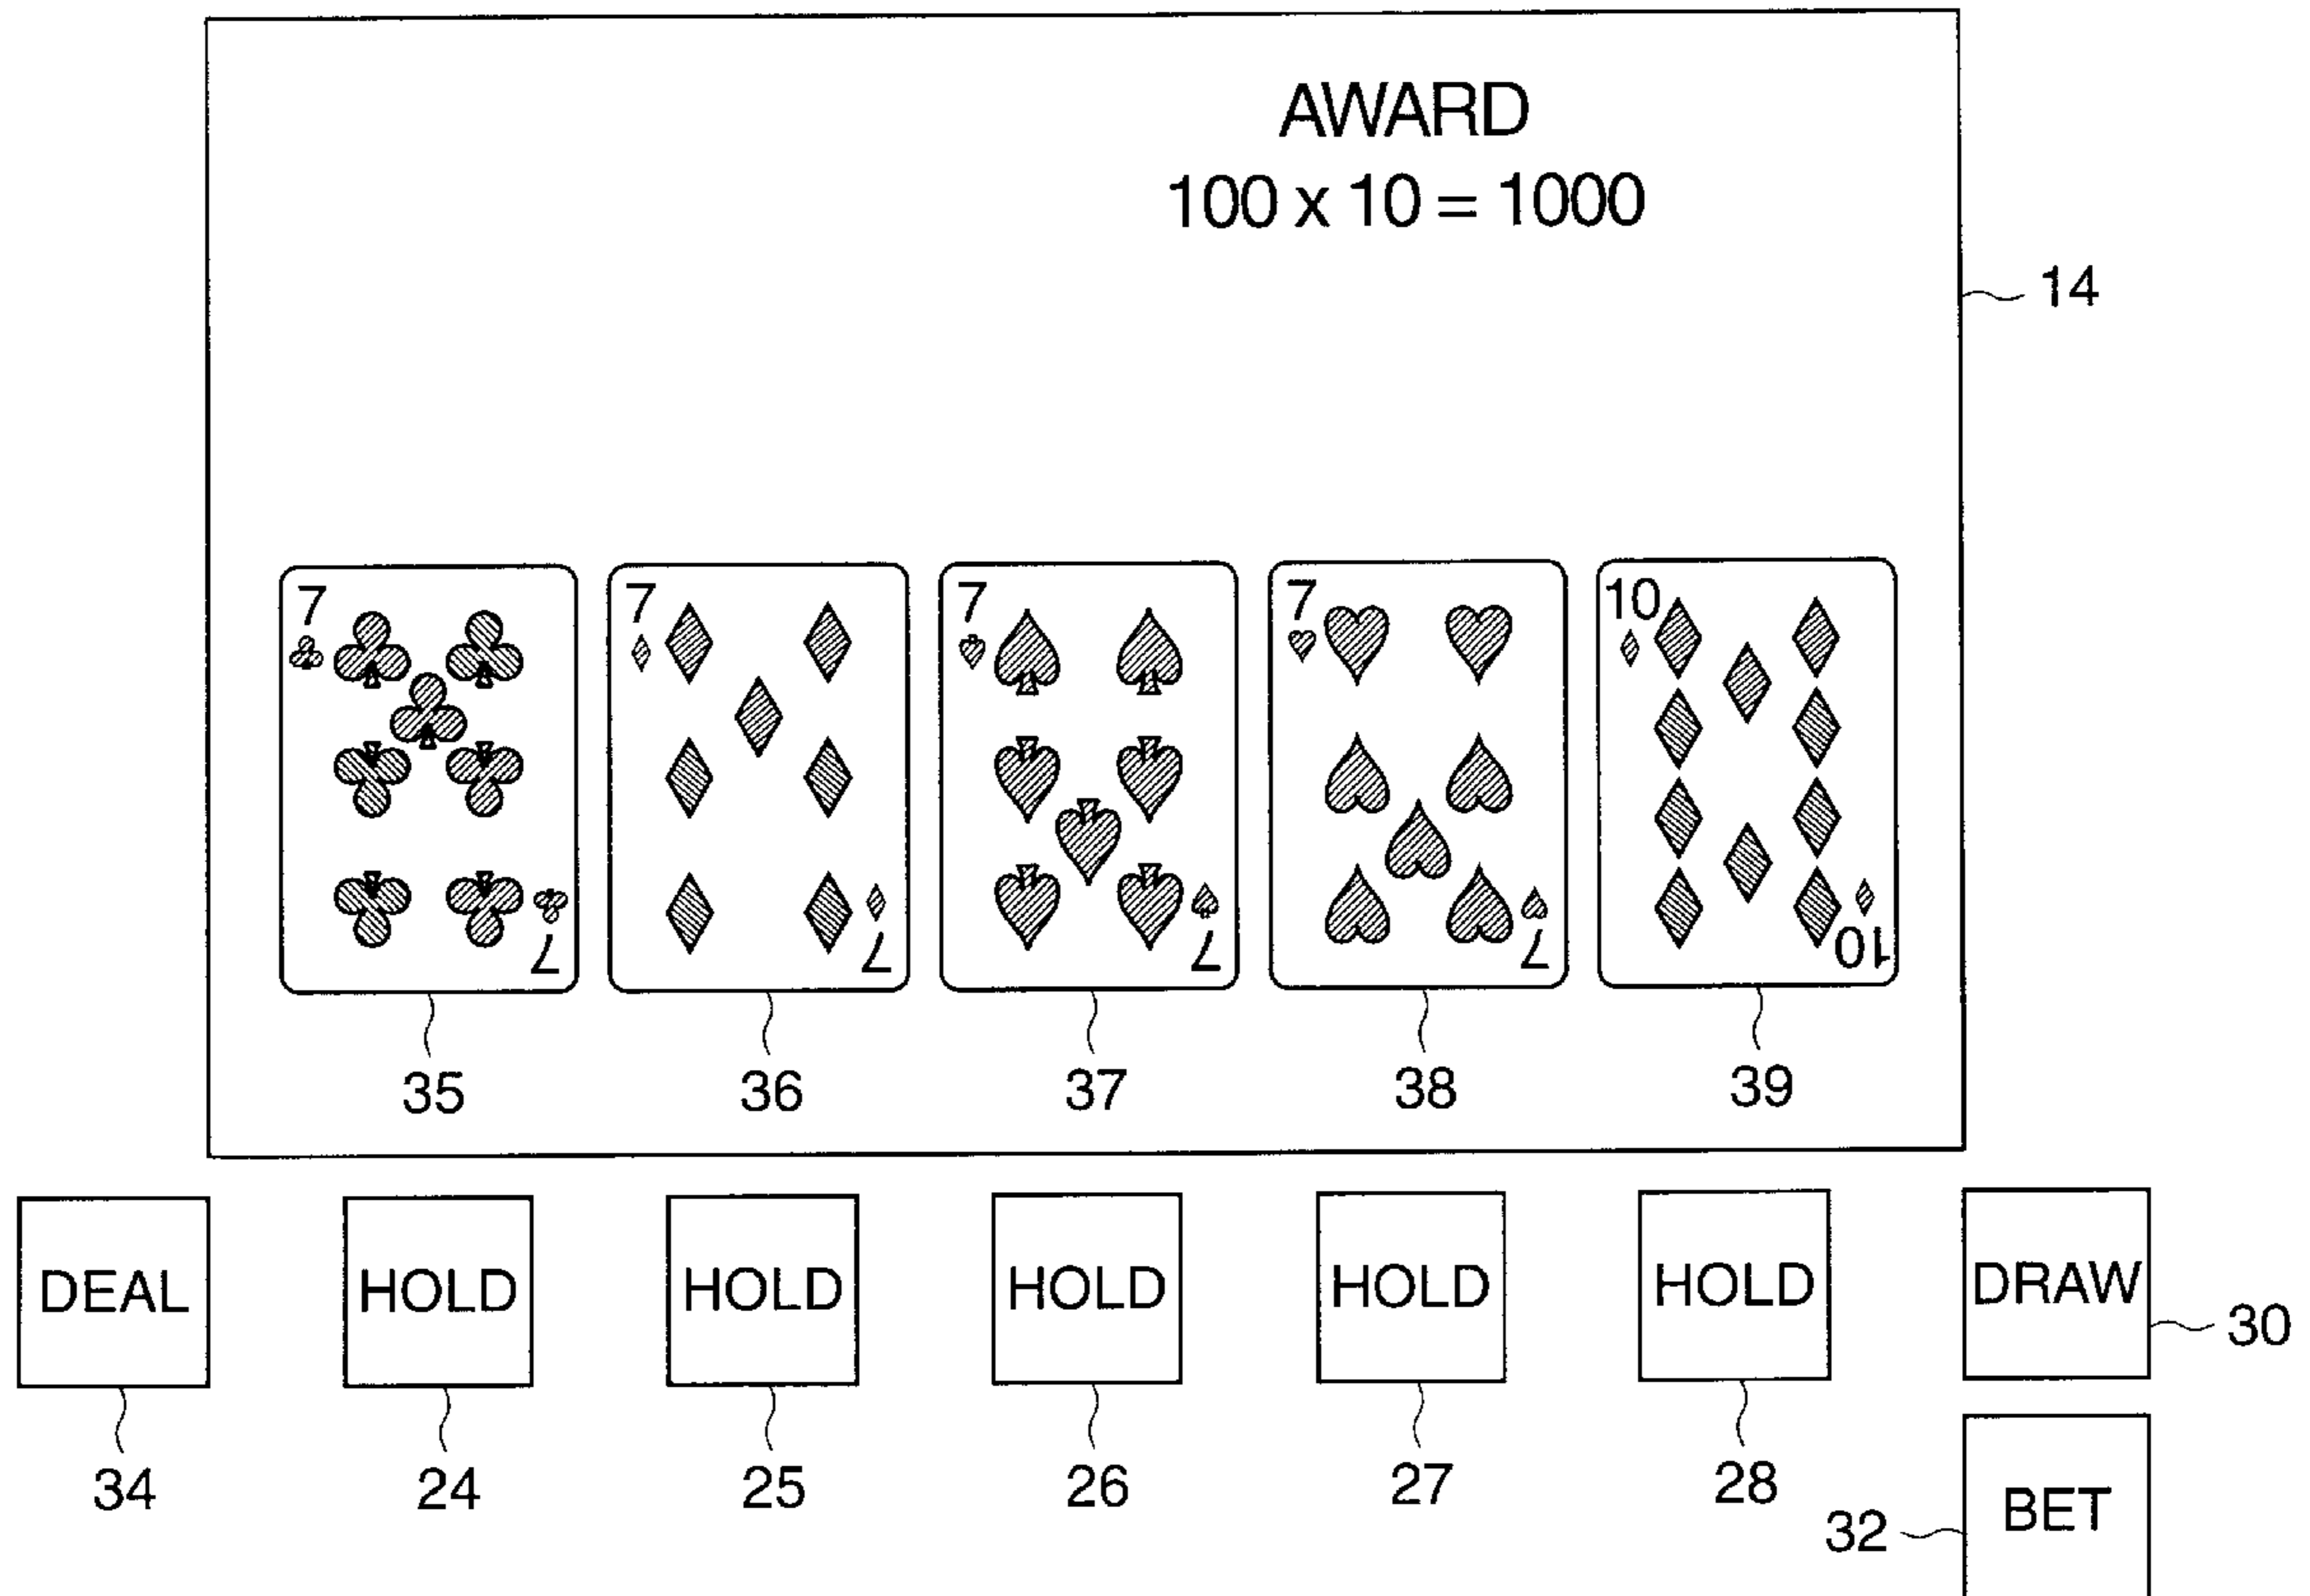 AWARD
100 x 10 = 1000
14
7 7 7 7 10
7 7 7 7 10
35 36 37 38 39
DEAL HOLD HOLD HOLD HOLD HOLD DRAW
30
34 24 25 26 27 28
32 BET